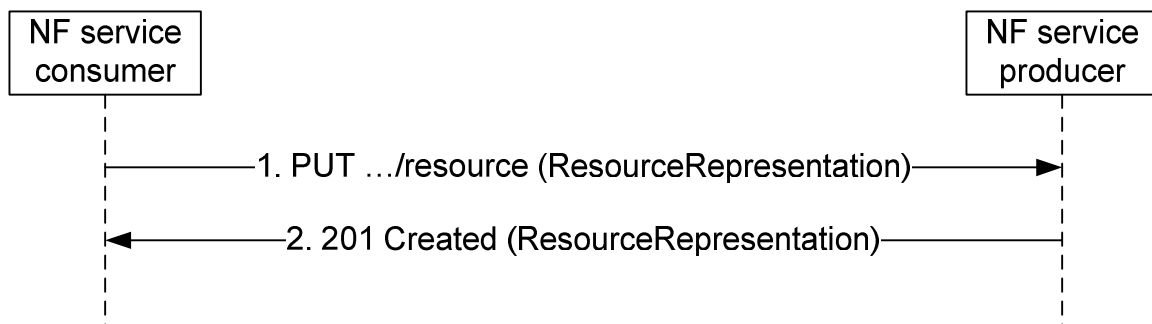 NF service
consumer
NF service
producer
1. PUT …/resource (ResourceRepresentation)
2. 201 Created (ResourceRepresentation)